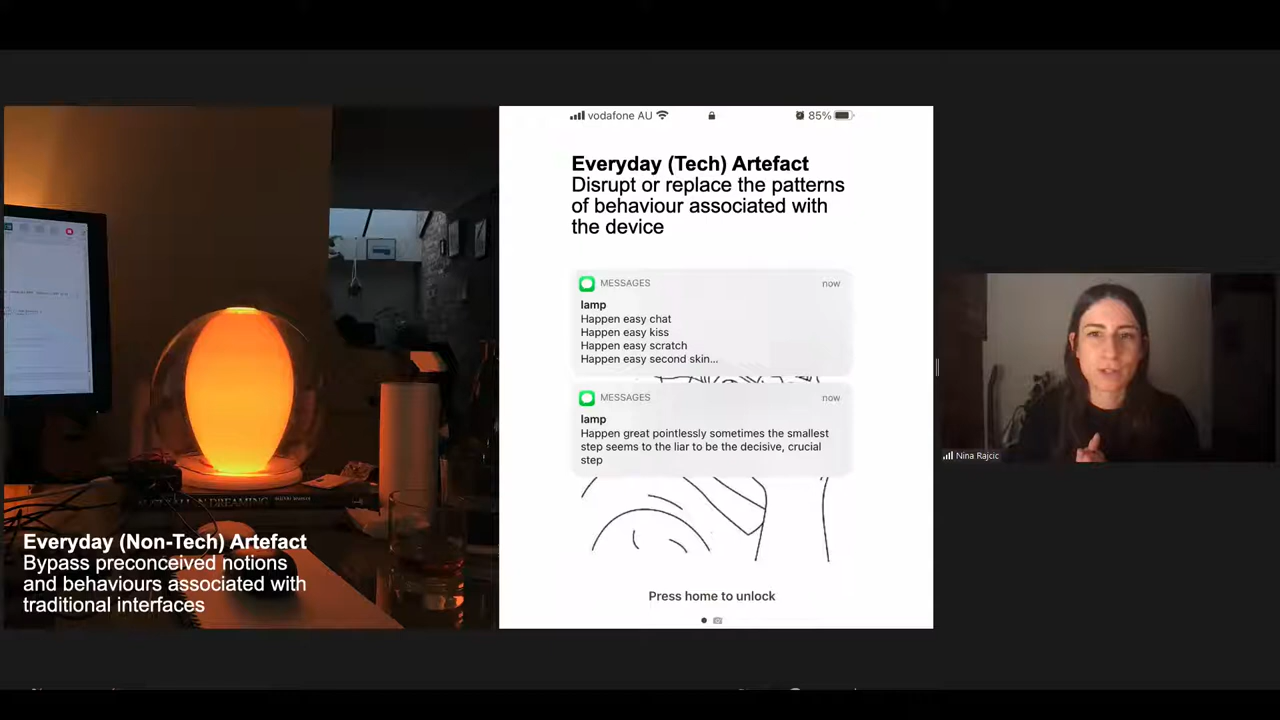 Everyday (Non-Tech) Artefact
Bypass preconceived notions
and behaviours associated with
traditional interfaces
vodafone AU
85%
Everyday (Tech) Artefact
Disrupt or replace the patterns
of behaviour associated with
the device
MESSAGES
now
lamp
Happen easy chat
Happen easy kiss
Happen easy scratch
Happen easy second skin...
MESSAGES
now
lamp
Happen great pointlessly sometimes the smallest
step seems to the liar to be the decisive, crucial
step
Press home to unlock
Nina Rajcic